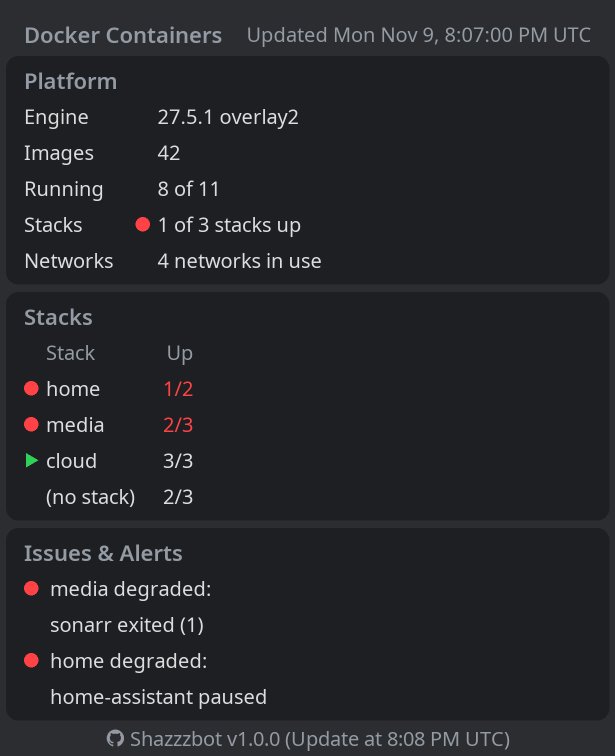 Docker Containers Updated Mon Nov 9, 8:07:00 PM UTC
Platform
Engine 27.5.1 overlay2
Images 42
Running 8 of 11
Stacks 1 of 3 stacks up
Networks 4 networks in use
Stacks
Stack Up
home 1/2
media 2/3
cloud 3/3
(no stack) 2/3
Issues & Alerts
media degraded:
sonarr exited (1)
home degraded:
home-assistant paused
Shazzzbot v1.0.0 (Update at 8:08 PM UTC)